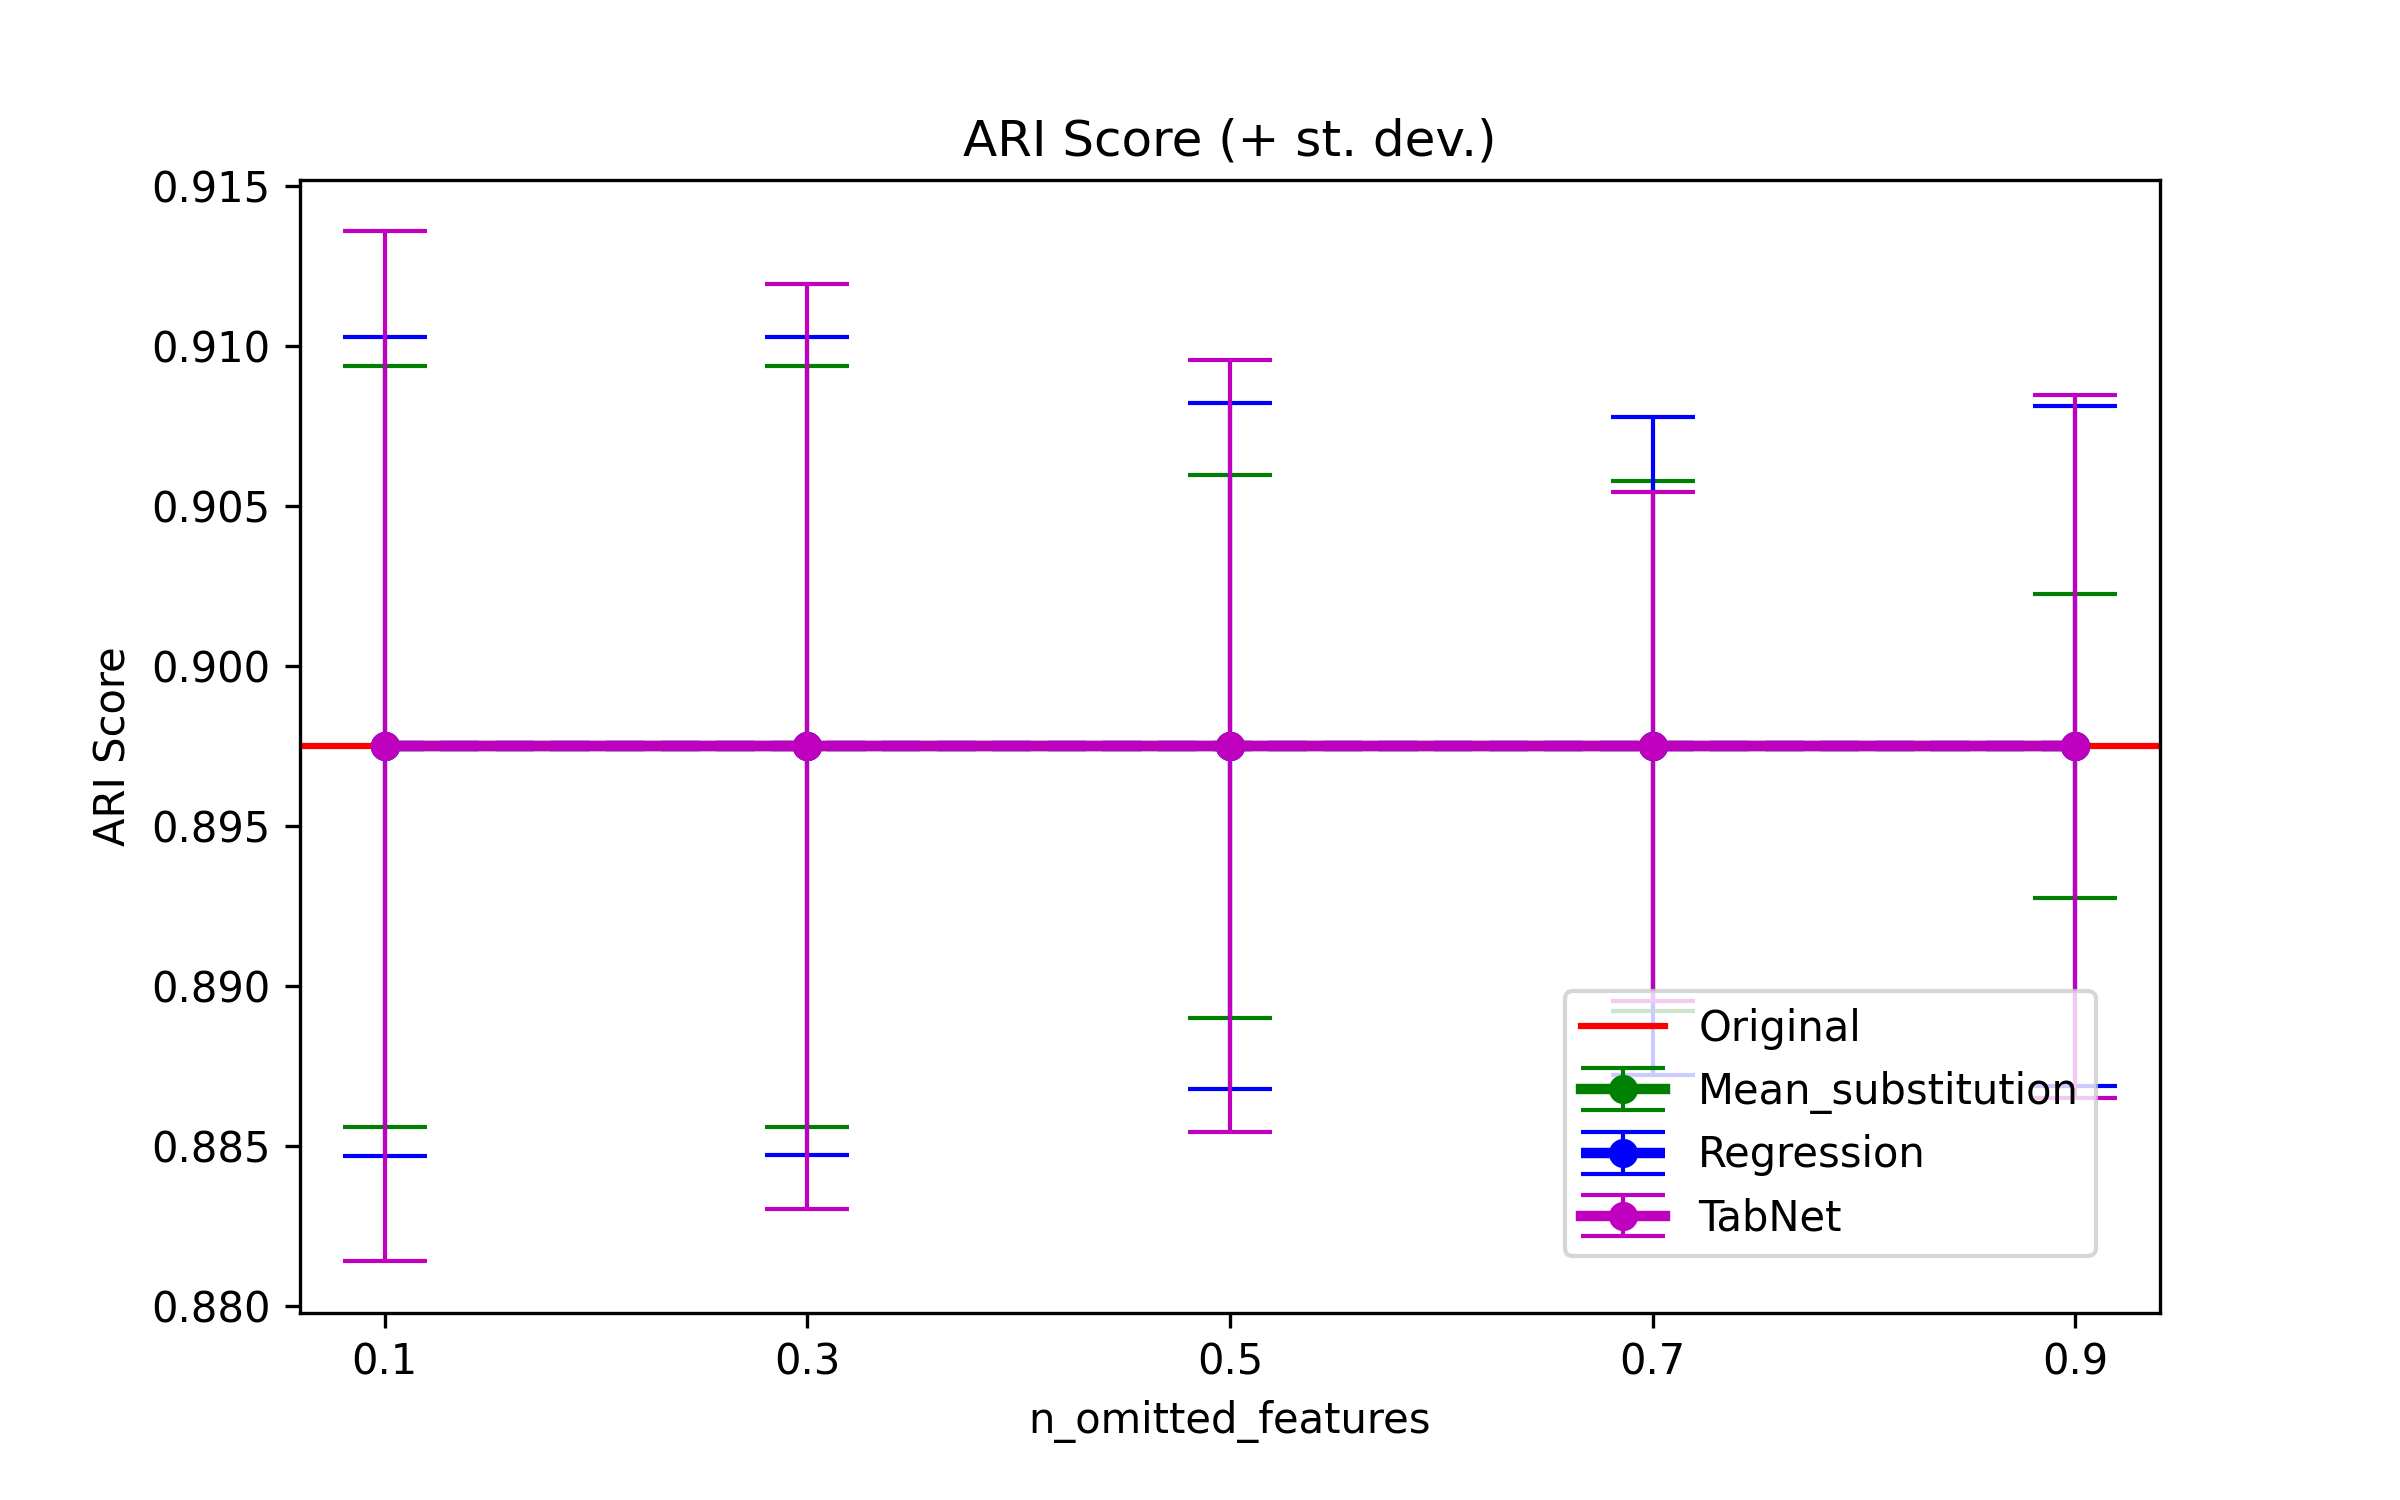 ARI Score (+ st. dev.)
0.915
0.910
0.905
0.900
0.895
0.890
0.885
0.880
ARI Score
Original
Mean_substitution
Regression
TabNet
0.1 0.3 0.5 0.7 0.9
n_omitted_features